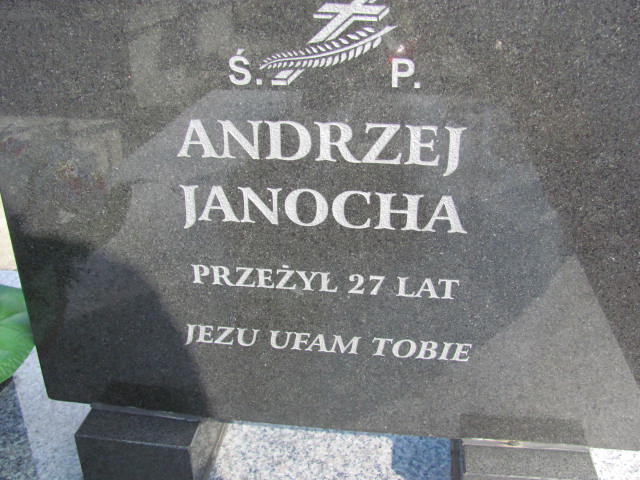 Ś. P.
ANDRZEJ
JANOCHA
PRZEŻYŁ 27 LAT
JEZU UFAM TOBIE